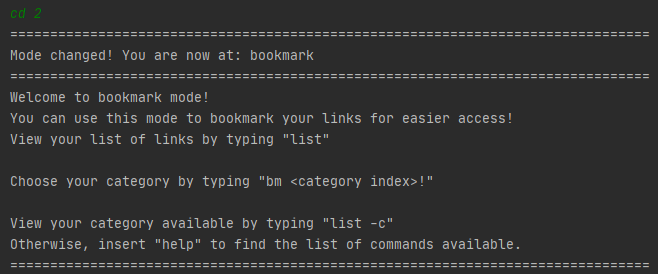 cd 2
================================================================================
Mode changed! You are now at: bookmark
================================================================================
Welcome to bookmark mode!
You can use this mode to bookmark your links for easier access!
View your list of links by typing "list"
Choose your category by typing "bm <category index>!"
View your category available by typing "list -c"
Otherwise, insert "help" to find the list of commands available.
================================================================================